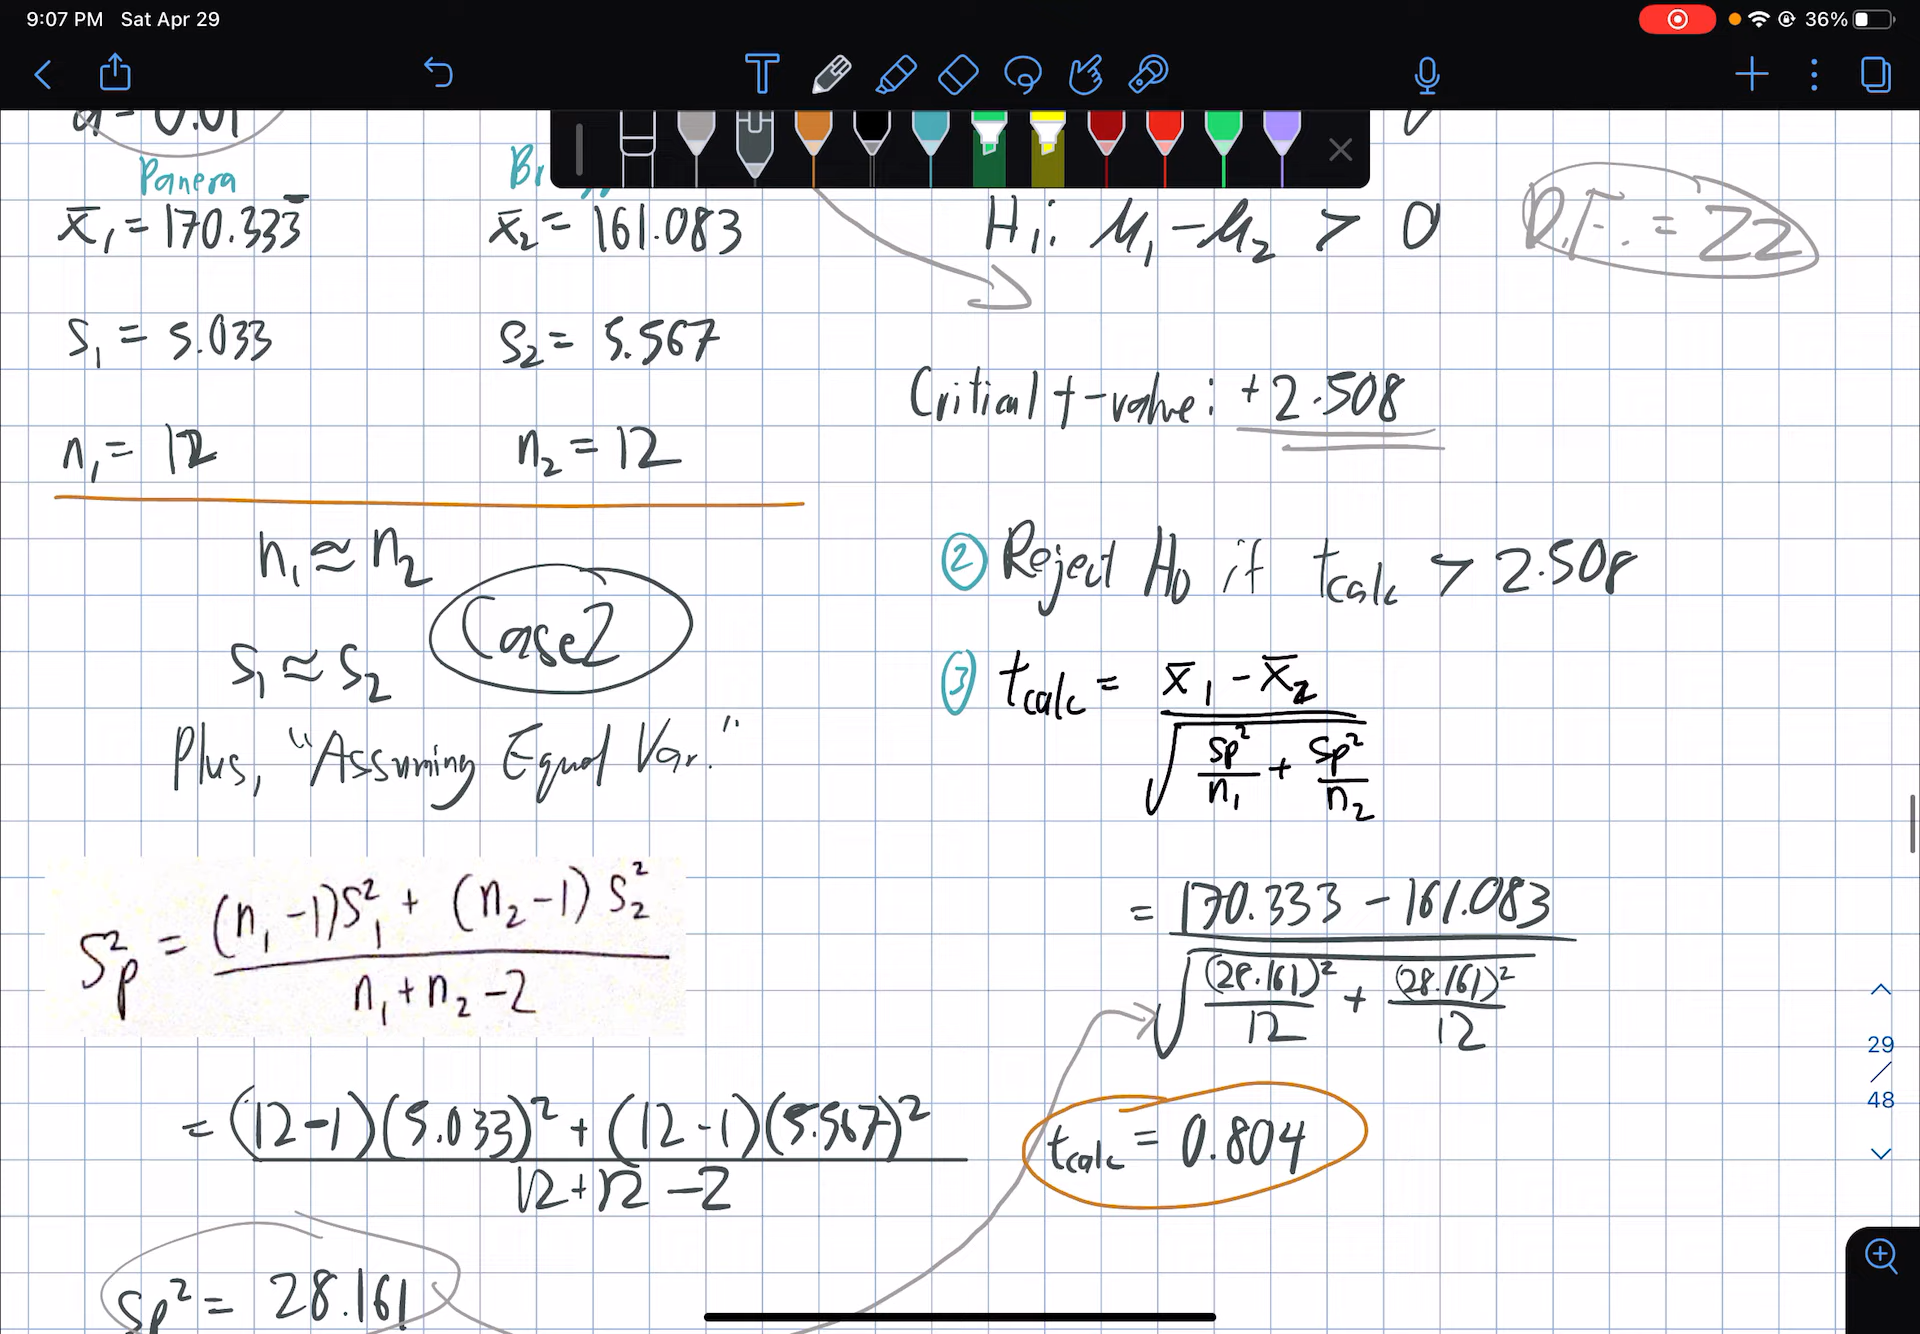 9:07 PM Sat Apr 29
36%
α = 0.01
Panera
x̄₁ = 170.333̅
x̄₂ = 161.083
S₁ = 5.033
S₂ = 5.567
n₁ = 12
n₂ = 12
n₁ ≈ n₂
S₁ ≈ S₂
Case 2
Plus, "Assuming Equal Var."
S²p = (n₁ -1)S²₁ + (n₂ -1) S²₂ / n₁ + n₂ -2
= (12-1)(5.033)² + (12-1)(5.567)² / 12+12 -2
Sp² = 28.161
H₁: μ₁ - μ₂ > 0
D.F. = 22
Critical t-value: +2.508
② Reject H₀ if tcalc > 2.508
③ tcalc = x̄₁ - x̄₂ / √ Sp²/n₁ + Sp²/n₂
= 170.333 - 161.083 / √ (28.161)²/12 + (28.161)²/12
tcalc = 0.804
29
/
48